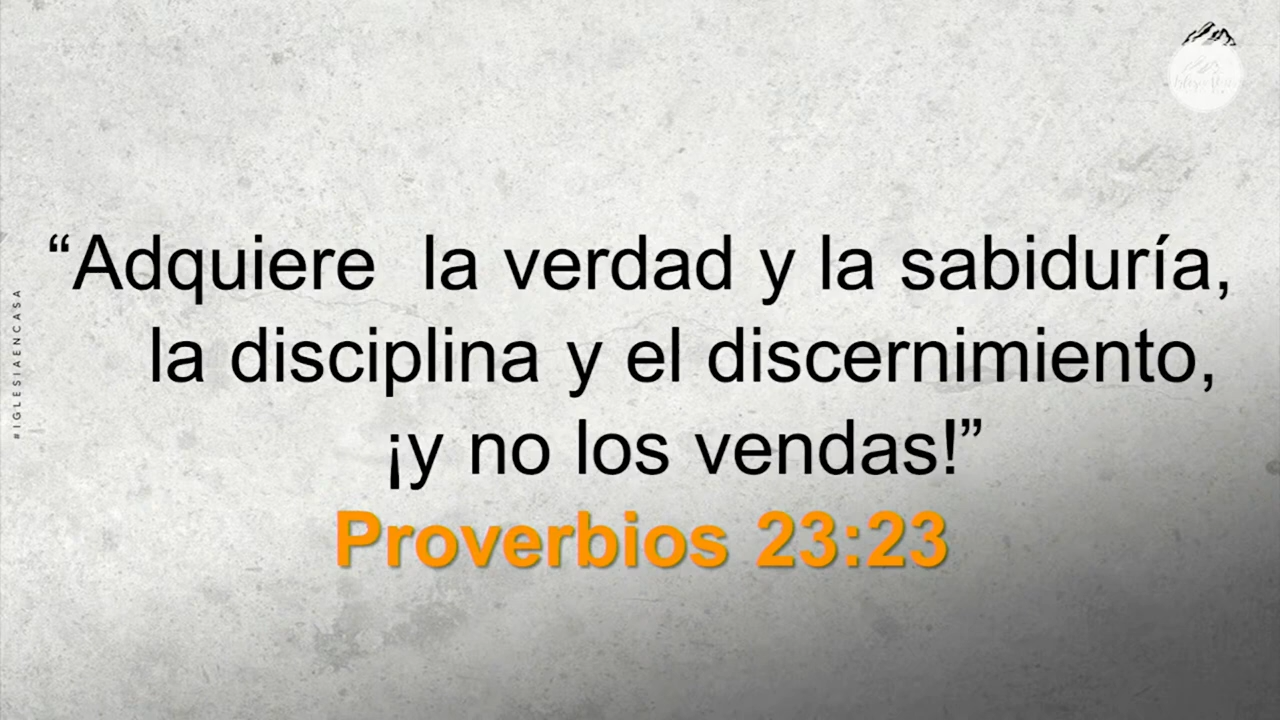 “Adquiere la verdad y la sabiduría,
la disciplina y el discernimiento,
¡y no los vendas!”
Proverbios 23:23
#IGLESIAENCASA